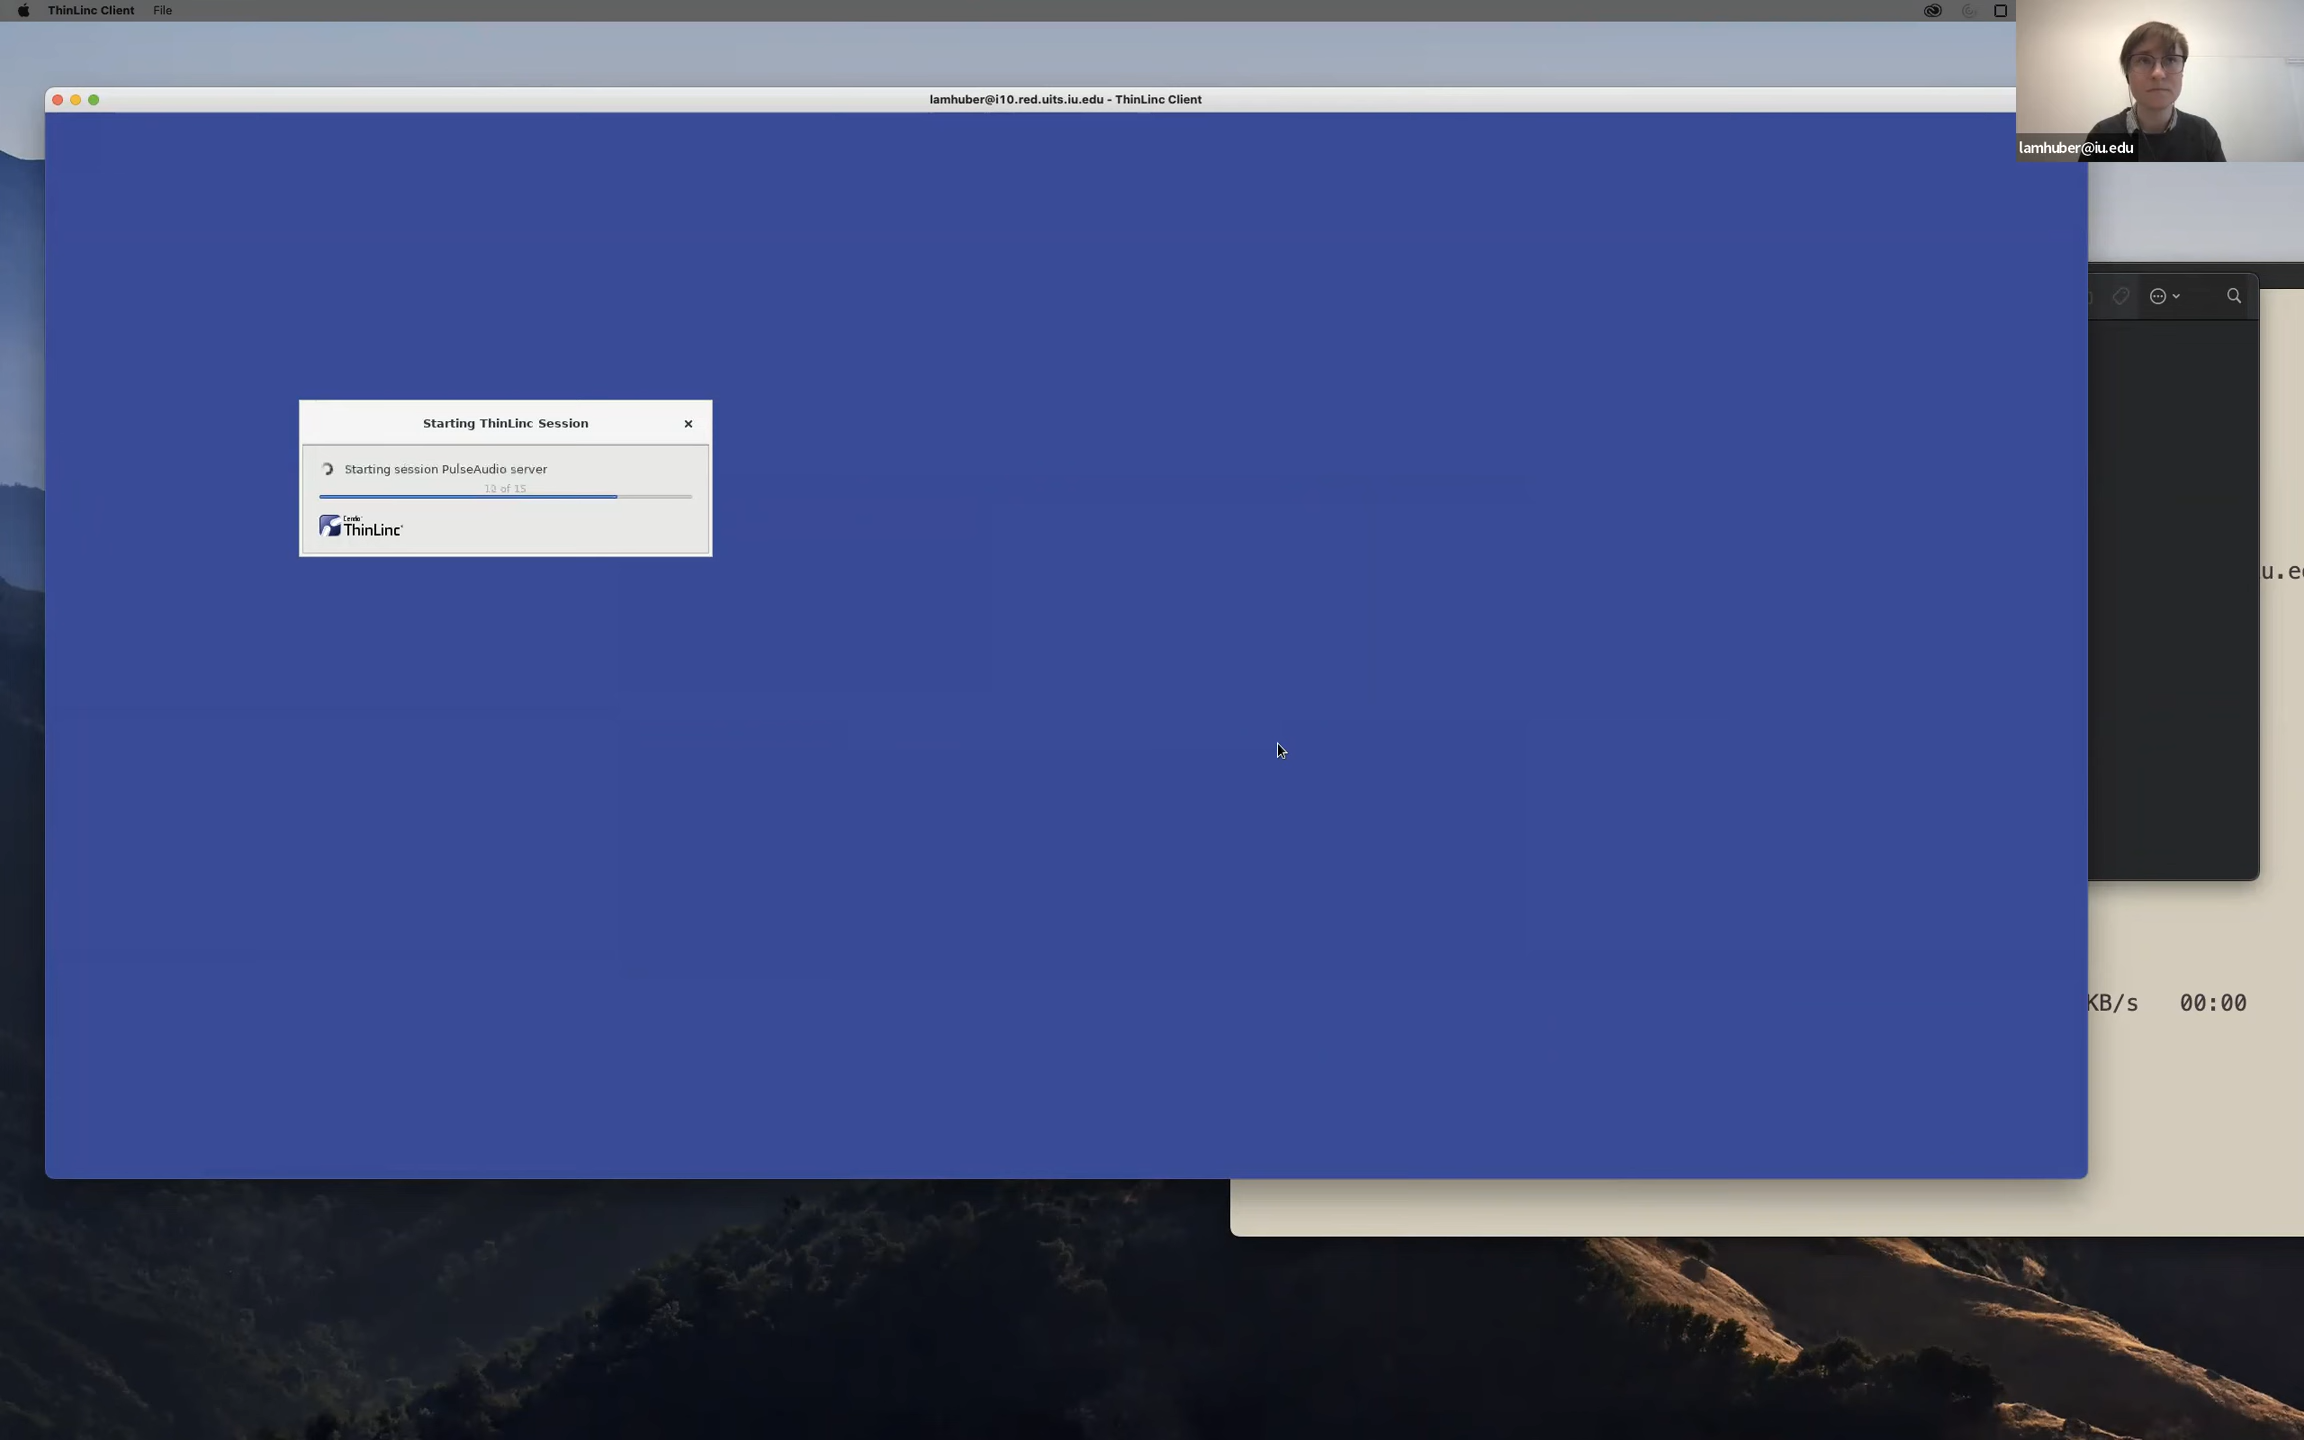 ThinLinc Client File
lamhuber@i10.red.uits.iu.edu - ThinLinc Client
lamhuber@iu.edu
Starting ThinLinc Session
Starting session PulseAudio server
of 15
Cendio
ThinLinc
KB/s 00:00